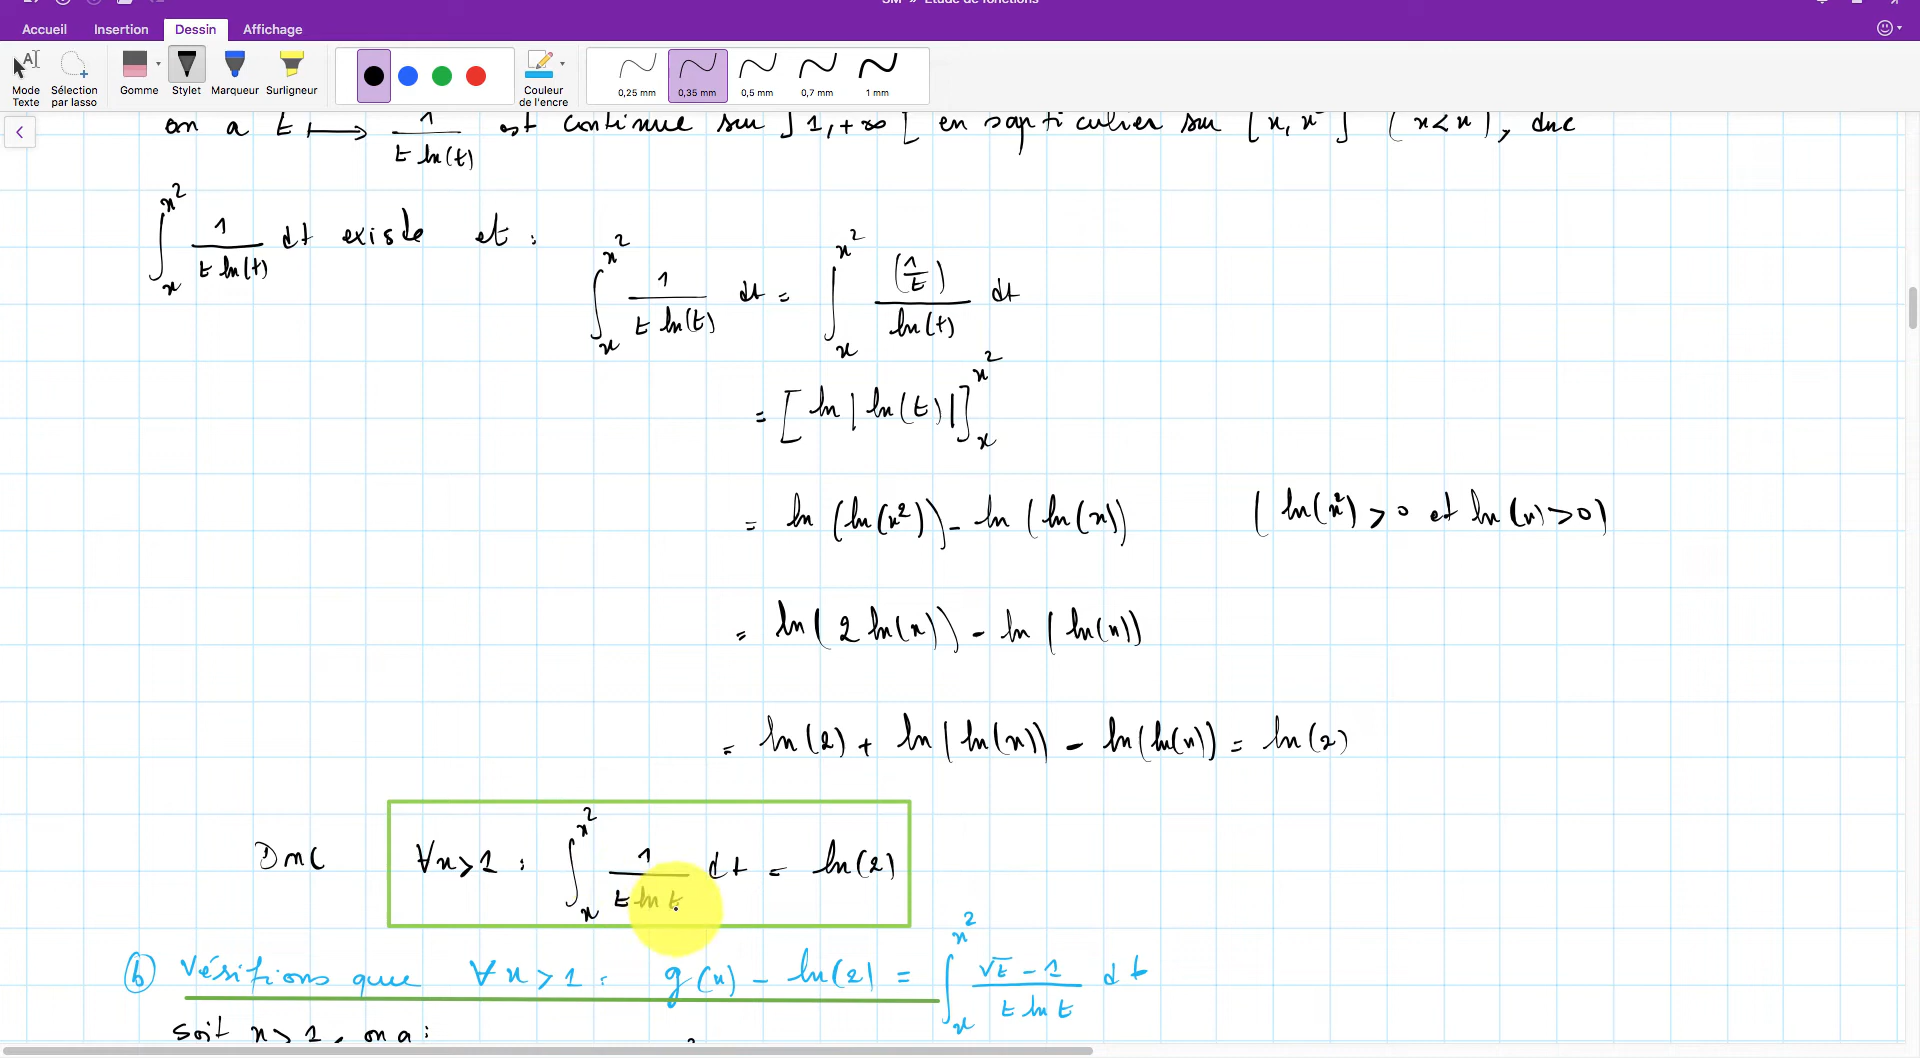 SM » Etude de fonctions
Accueil Insertion Dessin Affichage
Mode Texte Sélection par lasso Gomme Stylet Marqueur Surligneur Couleur de l'encre 0,25 mm 0,35 mm 0,5 mm 0,7 mm 1 mm
on a t ⟼ 1/(t ln(t)) est continue sur ]1,+∞[ en particulier sur [x, x²] (x<x²), donc
∫_x^{x²} 1/(t ln(t)) dt existe et :
∫_x^{x²} 1/(t ln(t)) dt = ∫_x^{x²} (1/t)/ln(t) dt
= [ln|ln(t)|]_x^{x²}
= ln(ln(x²)) - ln(ln(x)) (ln(x²)>0 et ln(x)>0)
= ln(2 ln(x)) - ln(ln(x))
= ln(2) + ln(ln(x)) - ln(ln(x)) = ln(2)
Donc ∀x>1 : ∫_x^{x²} 1/(t ln t) dt = ln(2)
(b) Vérifions que ∀x>1 : g(x) - ln(2) = ∫_x^{x²} (√t - 1)/(t ln t) dt
soit x>1, on a :